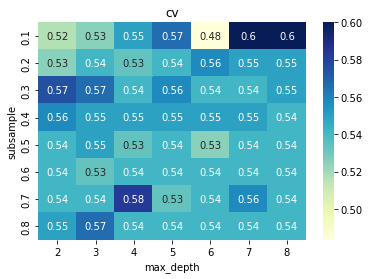 cv
0.1 0.52 0.53 0.55 0.57 0.48 0.6 0.6 0.60
0.2 0.53 0.54 0.53 0.54 0.56 0.55 0.55 0.58
0.3 0.57 0.57 0.54 0.56 0.54 0.54 0.55 0.56
0.4 0.56 0.55 0.55 0.55 0.55 0.55 0.54
subsample
0.5 0.54 0.55 0.53 0.54 0.53 0.54 0.54 0.54
0.6 0.54 0.53 0.54 0.54 0.54 0.54 0.54 0.52
0.7 0.54 0.54 0.58 0.53 0.54 0.56 0.54
0.8 0.55 0.57 0.54 0.54 0.54 0.54 0.54 0.50
2 3 4 5 6 7 8
max_depth